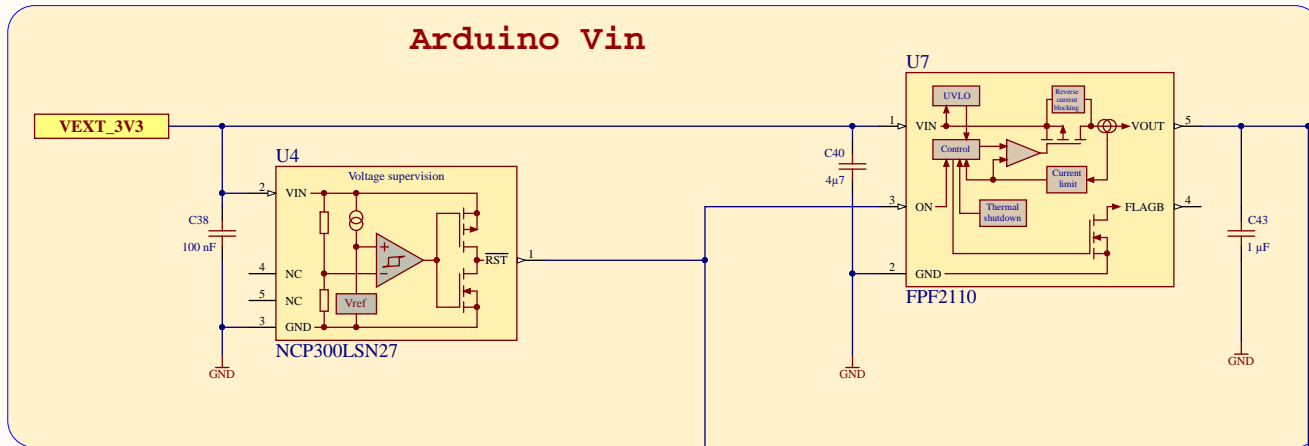 Arduino Vin
VEXT_3V3
C38
100 nF
U4
Voltage supervision
2
VIN
4
NC
5
NC
3
GND
Vref
+
−
RST
1
NCP300LSN27
GND
C40
4µ7
GND
U7
UVLO
Reverse
current
blocking
1
VIN
VOUT
5
Control
Current
limit
3
ON
Thermal
shutdown
FLAGB
4
2
GND
FPF2110
C43
1 µF
GND